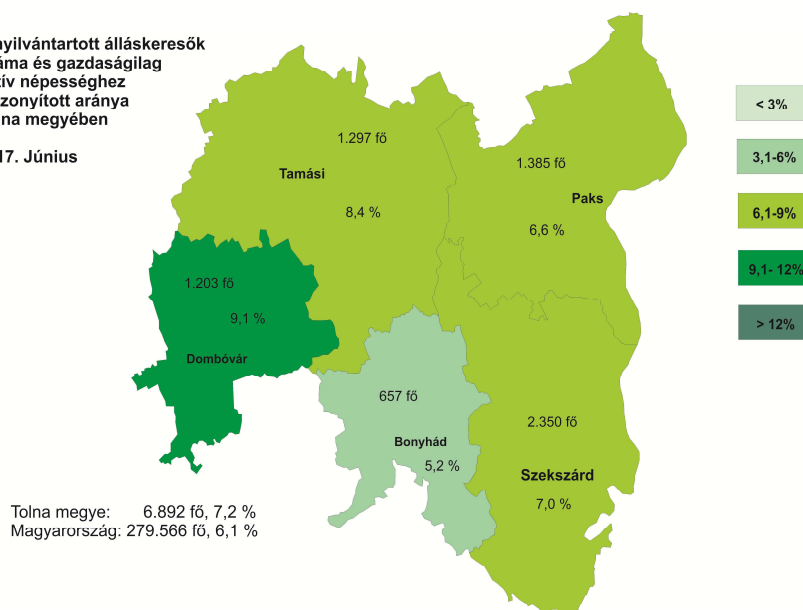 nyilvántartott álláskeresők
áma és gazdaságilag
tív népességhez
zonyított aránya
na megyében
17. Június
1.297 fő
Tamási
8,4 %
1.385 fő
Paks
6,6 %
1.203 fő
9,1 %
Dombóvár
657 fő
Bonyhád
5,2 %
2.350 fő
Szekszárd
7,0 %
< 3%
3,1-6%
6,1-9%
9,1- 12%
> 12%
Tolna megye: 6.892 fő, 7,2 %
Magyarország: 279.566 fő, 6,1 %